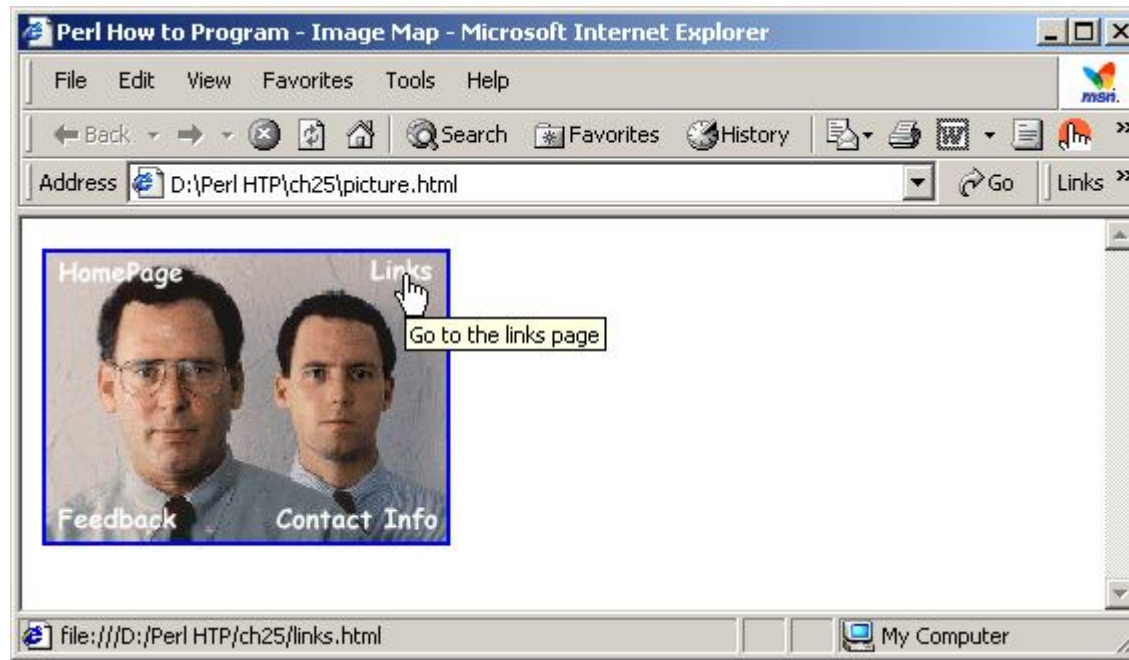 Perl How to Program - Image Map - Microsoft Internet Explorer
File Edit View Favorites Tools Help
msn.
Back Search Favorites History »
Address D:\Perl HTP\ch25\picture.html Go Links »
HomePage Links
Go to the links page
Feedback Contact Info
file:///D:/Perl HTP/ch25/links.html My Computer